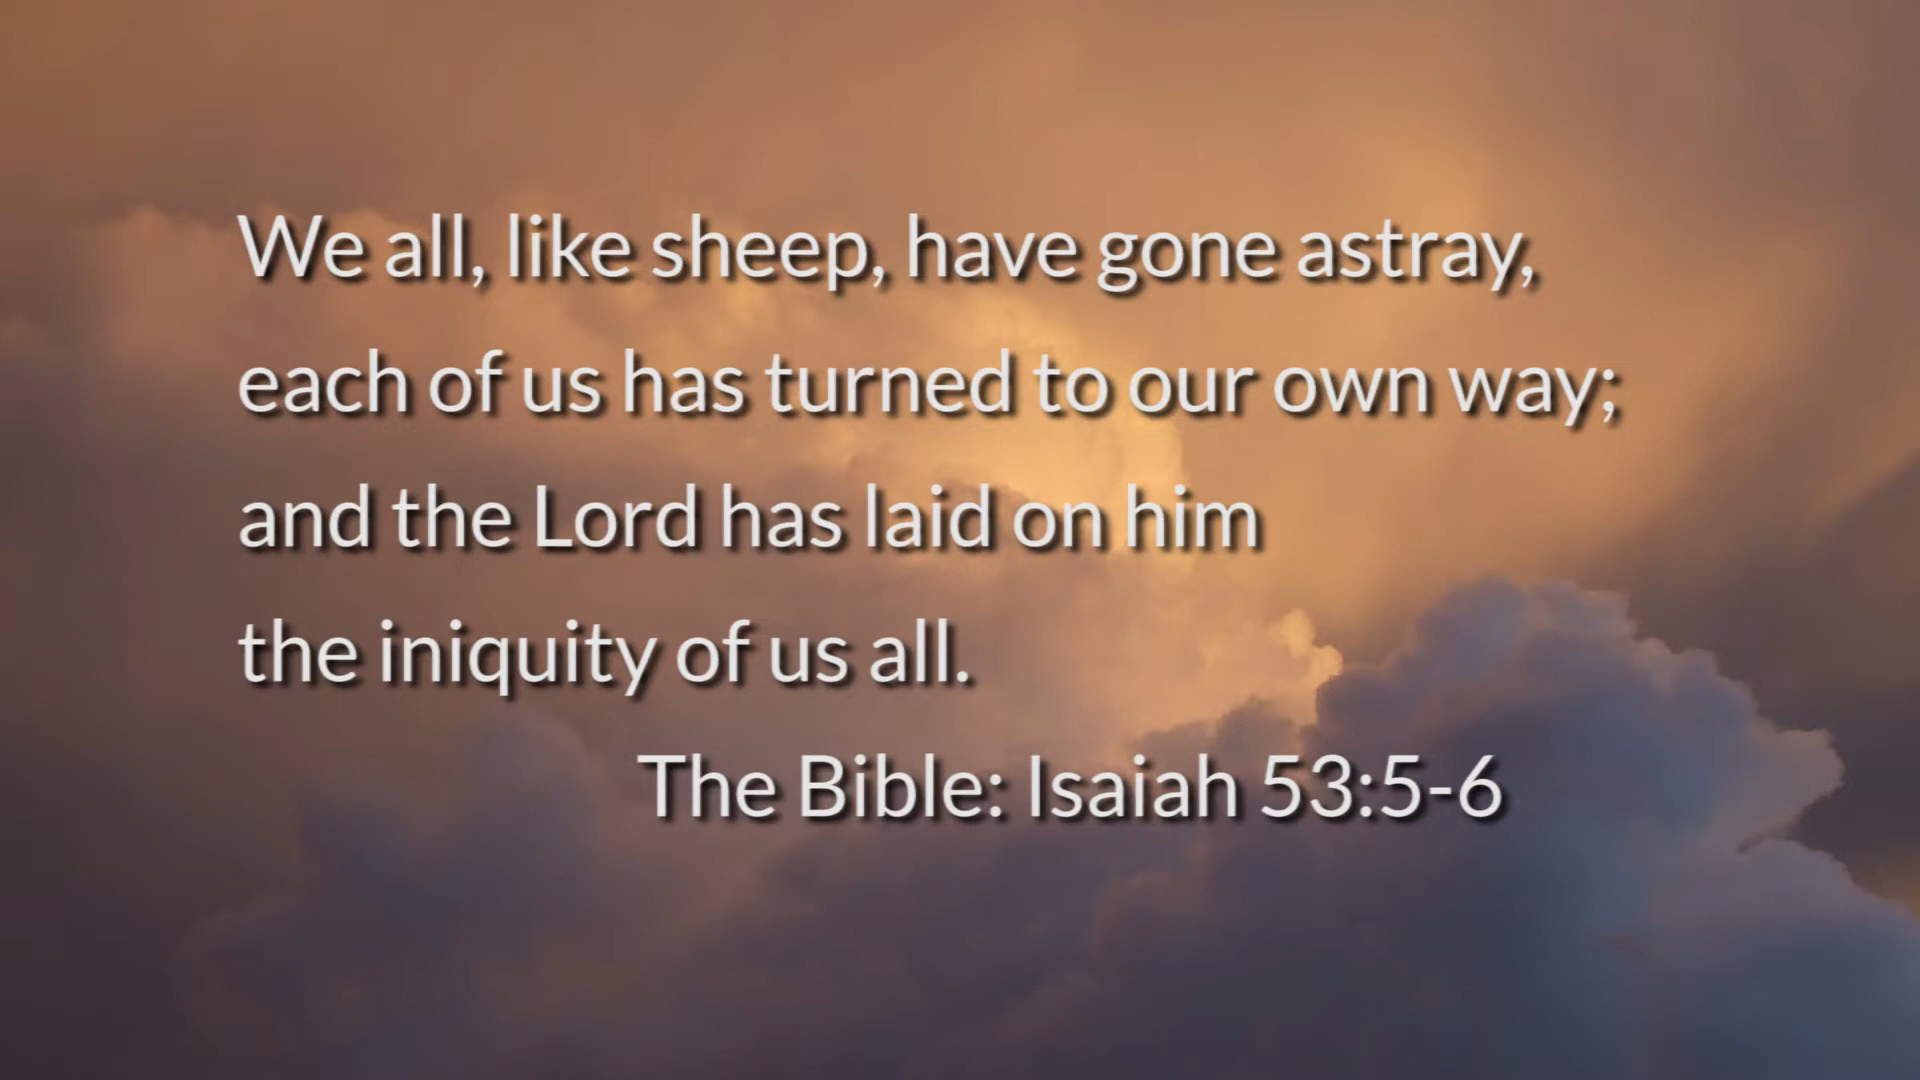 We all, like sheep, have gone astray,
each of us has turned to our own way;
and the Lord has laid on him
the iniquity of us all.
The Bible: Isaiah 53:5-6